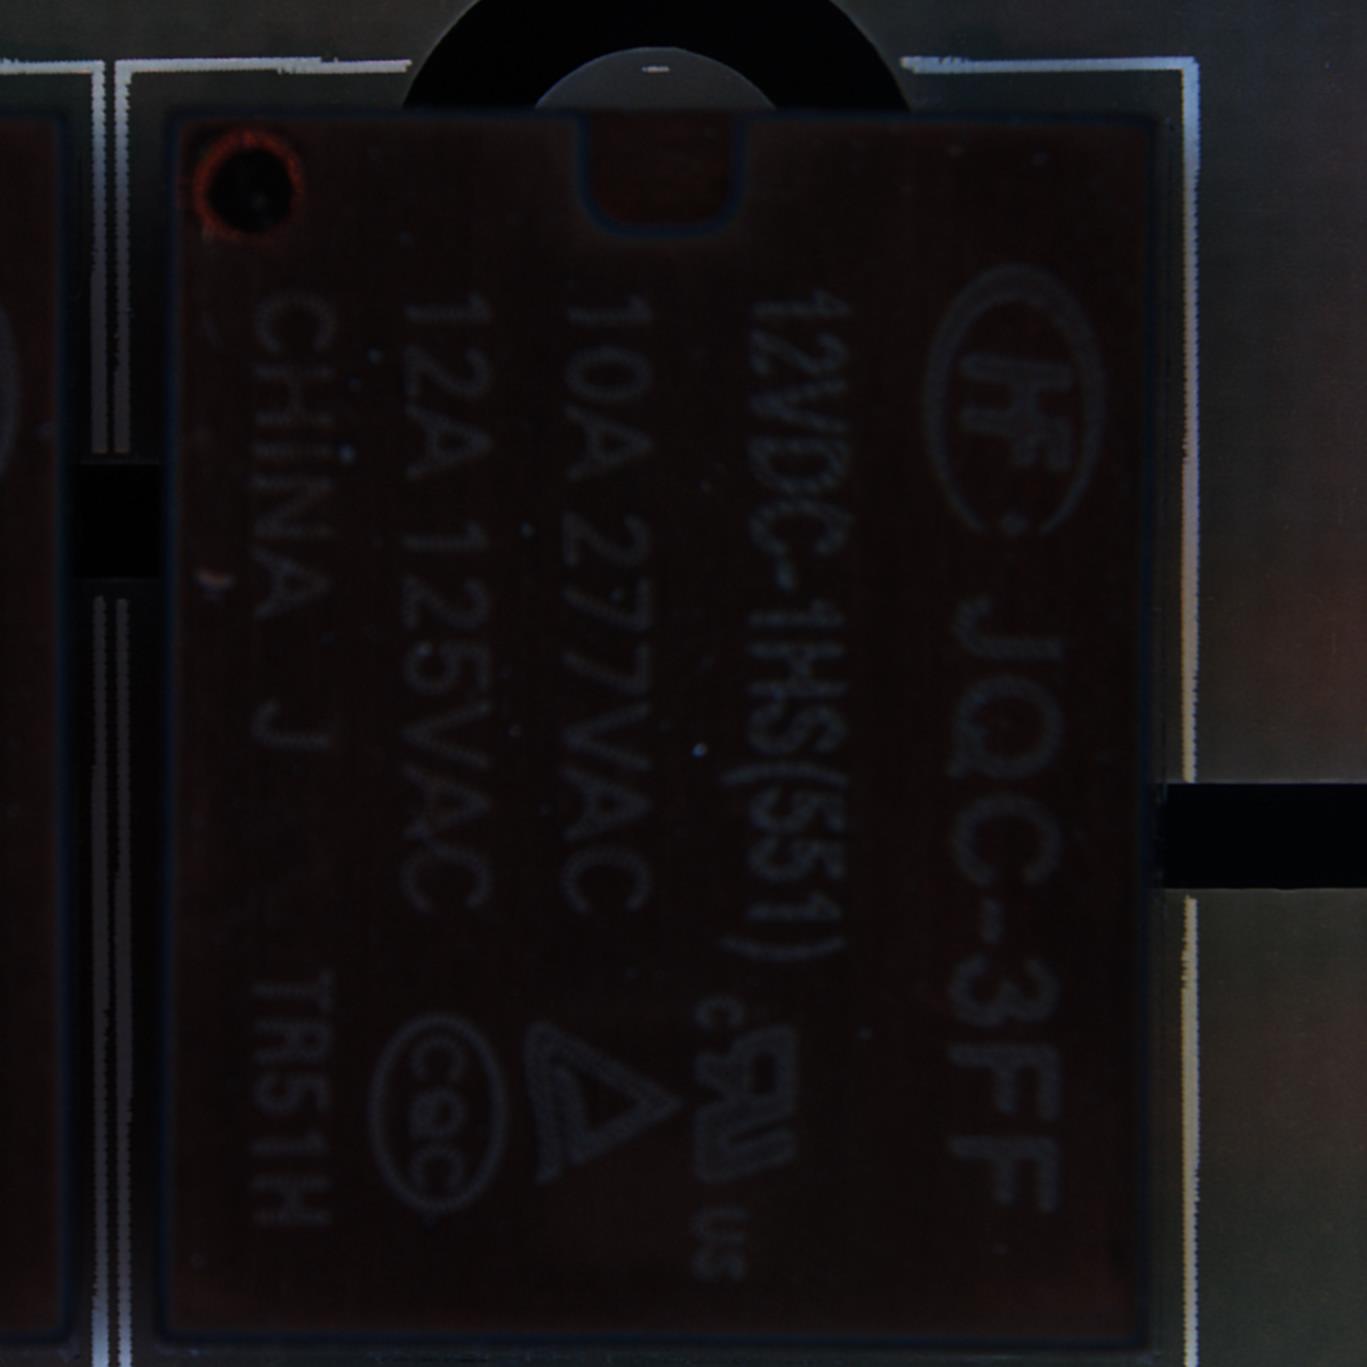 HF JQC-3FF
12VDC-1HS(551)
c US
10A 277VAC
12A 125VAC
cqc
CHINA J TR51H